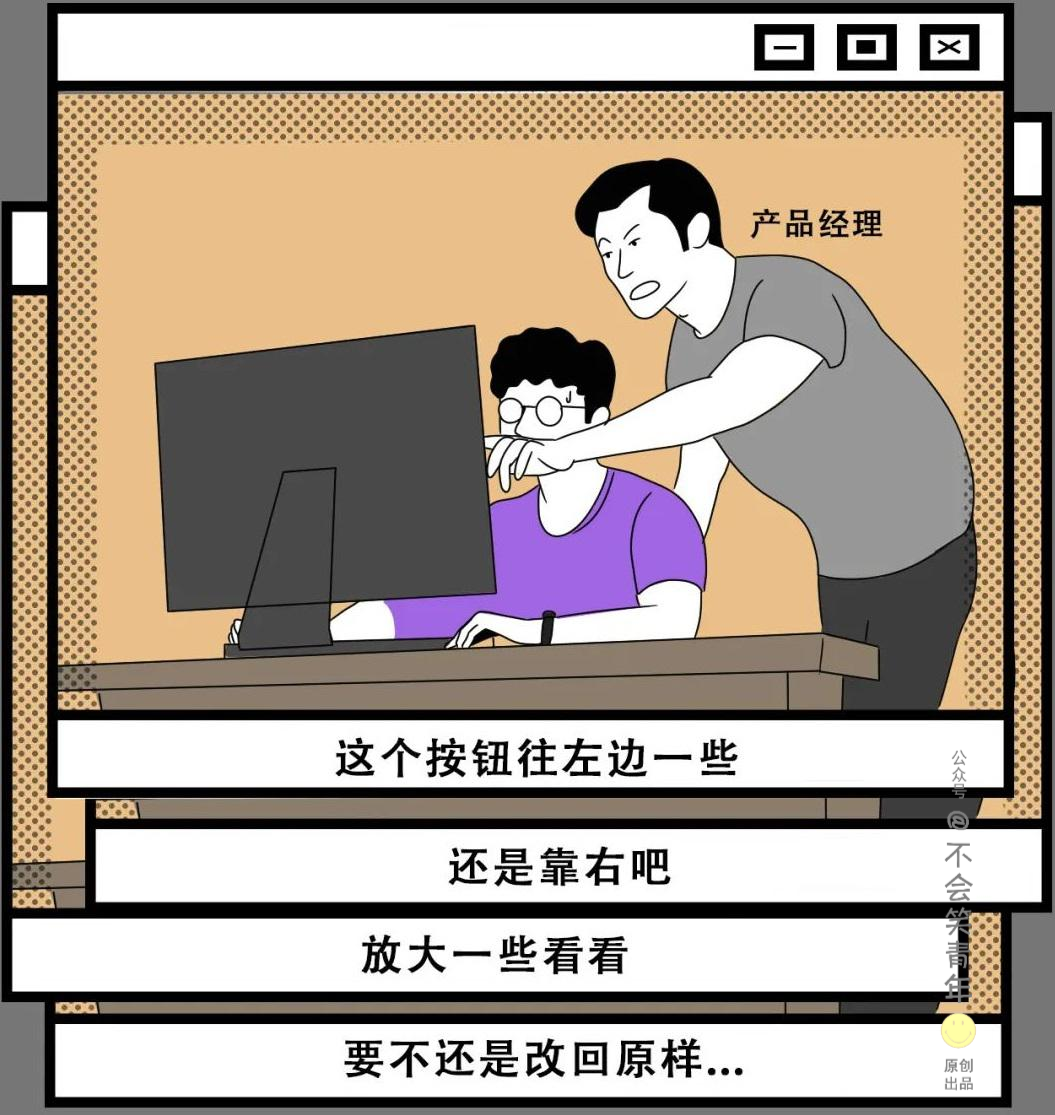 产品经理
这个按钮往左边一些
还是靠右吧
放大一些看看
要不还是改回原样...
公众号
@不会笑青年
原创
出品